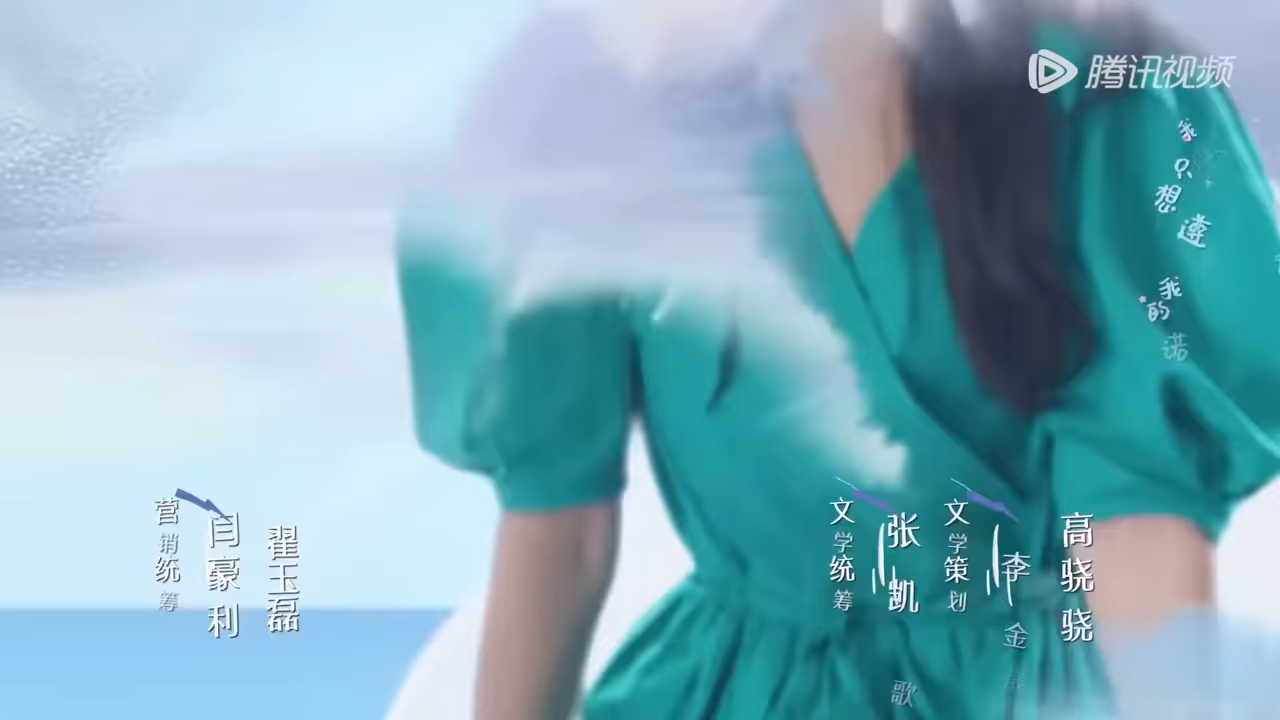 腾讯视频
我只想遵
我的诺
营销统筹
闫豪利
翟玉磊
文学统筹
张凯歌
文学策划
李金
高骁骁